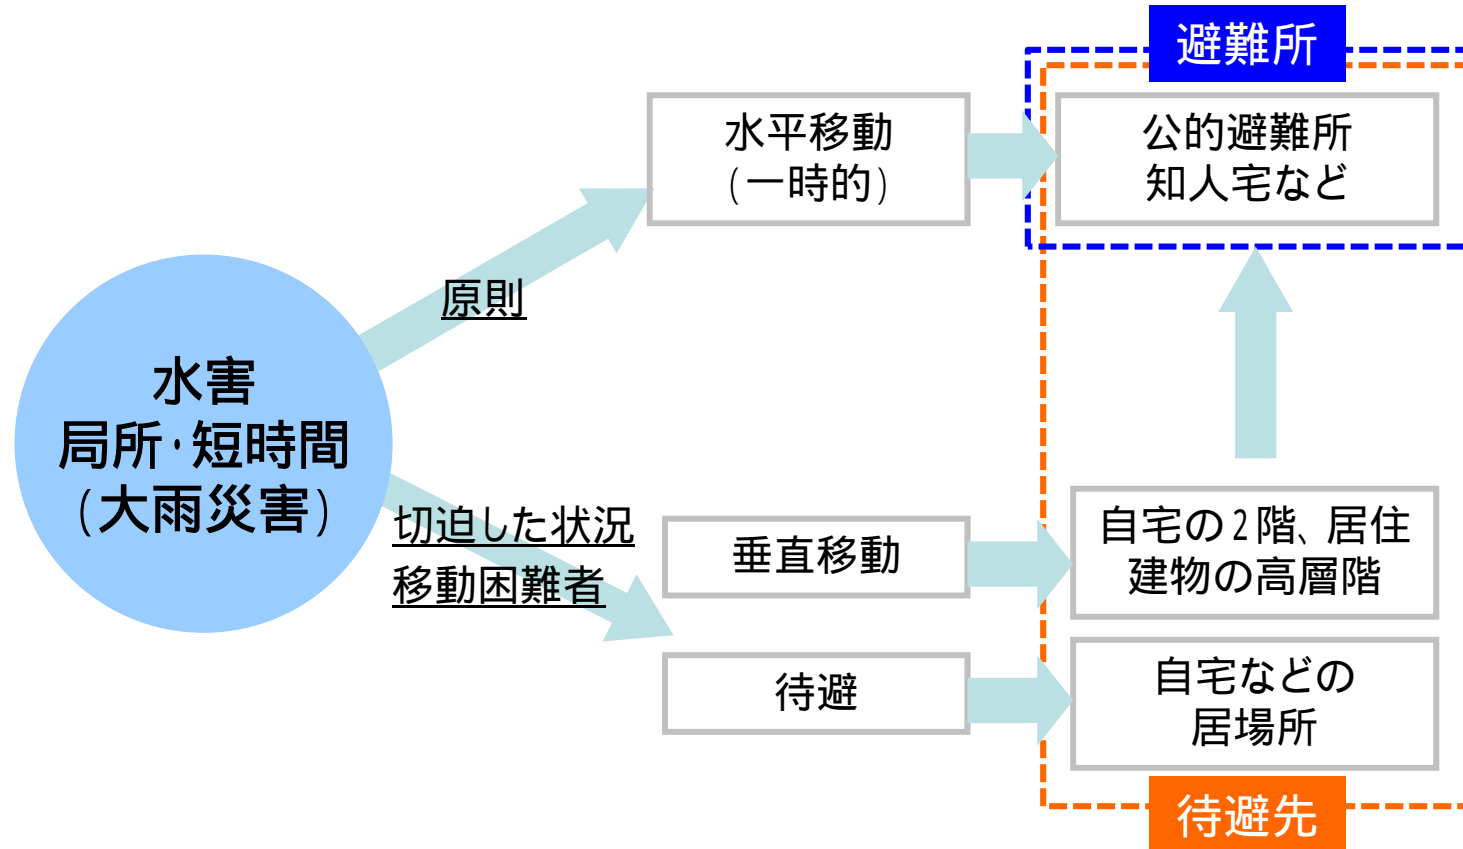 避難所
水平移動
(一時的)
公的避難所
知人宅など
原則
水害
局所・短時間
(大雨災害)
切迫した状況
移動困難者
垂直移動
自宅の2階、居住
建物の高層階
待避
自宅などの
居場所
待避先